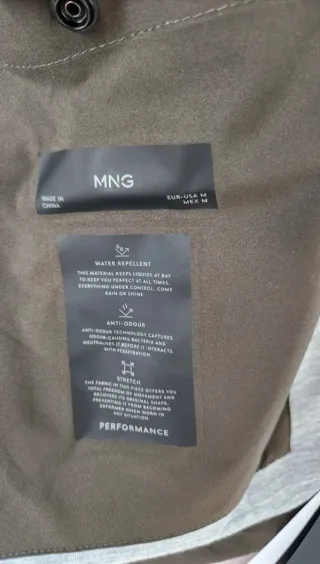 MNG
MADE IN
CHINA
EUR-USA M
MEX M
WATER REPELLENT
THIS MATERIAL KEEPS LIQUIDS AT BAY
TO KEEP YOU PERFECT AT ALL TIMES.
EVERYTHING UNDER CONTROL, COME
RAIN OR SHINE
ANTI-ODOUR
ANTI-ODOUR TECHNOLOGY CAPTURES
ODOUR-CAUSING BACTERIA AND
NEUTRALISES IT BEFORE IT INTERACTS
WITH PERSPIRATION.
STRETCH
THE FABRIC IN THIS PIECE OFFERS YOU
TOTAL FREEDOM OF MOVEMENT AND
RECOVERS ITS ORIGINAL SHAPE,
PREVENTING IT FROM BECOMING
DEFORMED WHEN WORN IN
ANY SITUATION.
PERFORMANCE